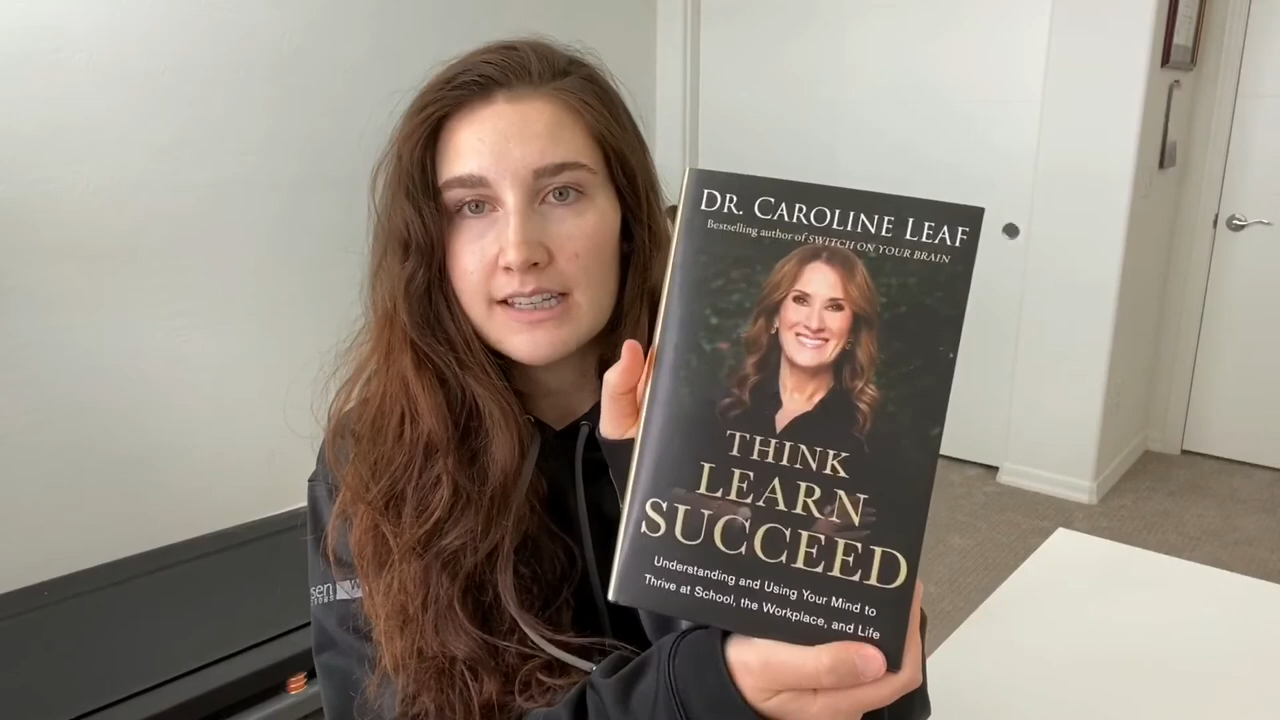 DR. CAROLINE LEAF
Bestselling author of SWITCH ON YOUR BRAIN
THINK
LEARN
SUCCEED
Understanding and Using Your Mind to
Thrive at School, the Workplace, and Life